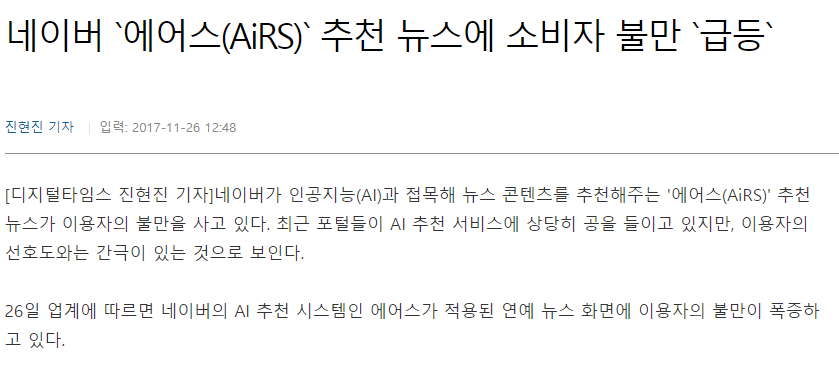 네이버 `에어스(AiRS)` 추천 뉴스에 소비자 불만 `급등`
진현진 기자 | 입력: 2017-11-26 12:48
[디지털타임스 진현진 기자]네이버가 인공지능(AI)과 접목해 뉴스 콘텐츠를 추천해주는 '에어스(AiRS)' 추천
뉴스가 이용자의 불만을 사고 있다. 최근 포털들이 AI 추천 서비스에 상당히 공을 들이고 있지만, 이용자의
선호도와는 간극이 있는 것으로 보인다.
26일 업계에 따르면 네이버의 AI 추천 시스템인 에어스가 적용된 연예 뉴스 화면에 이용자의 불만이 폭증하
고 있다.